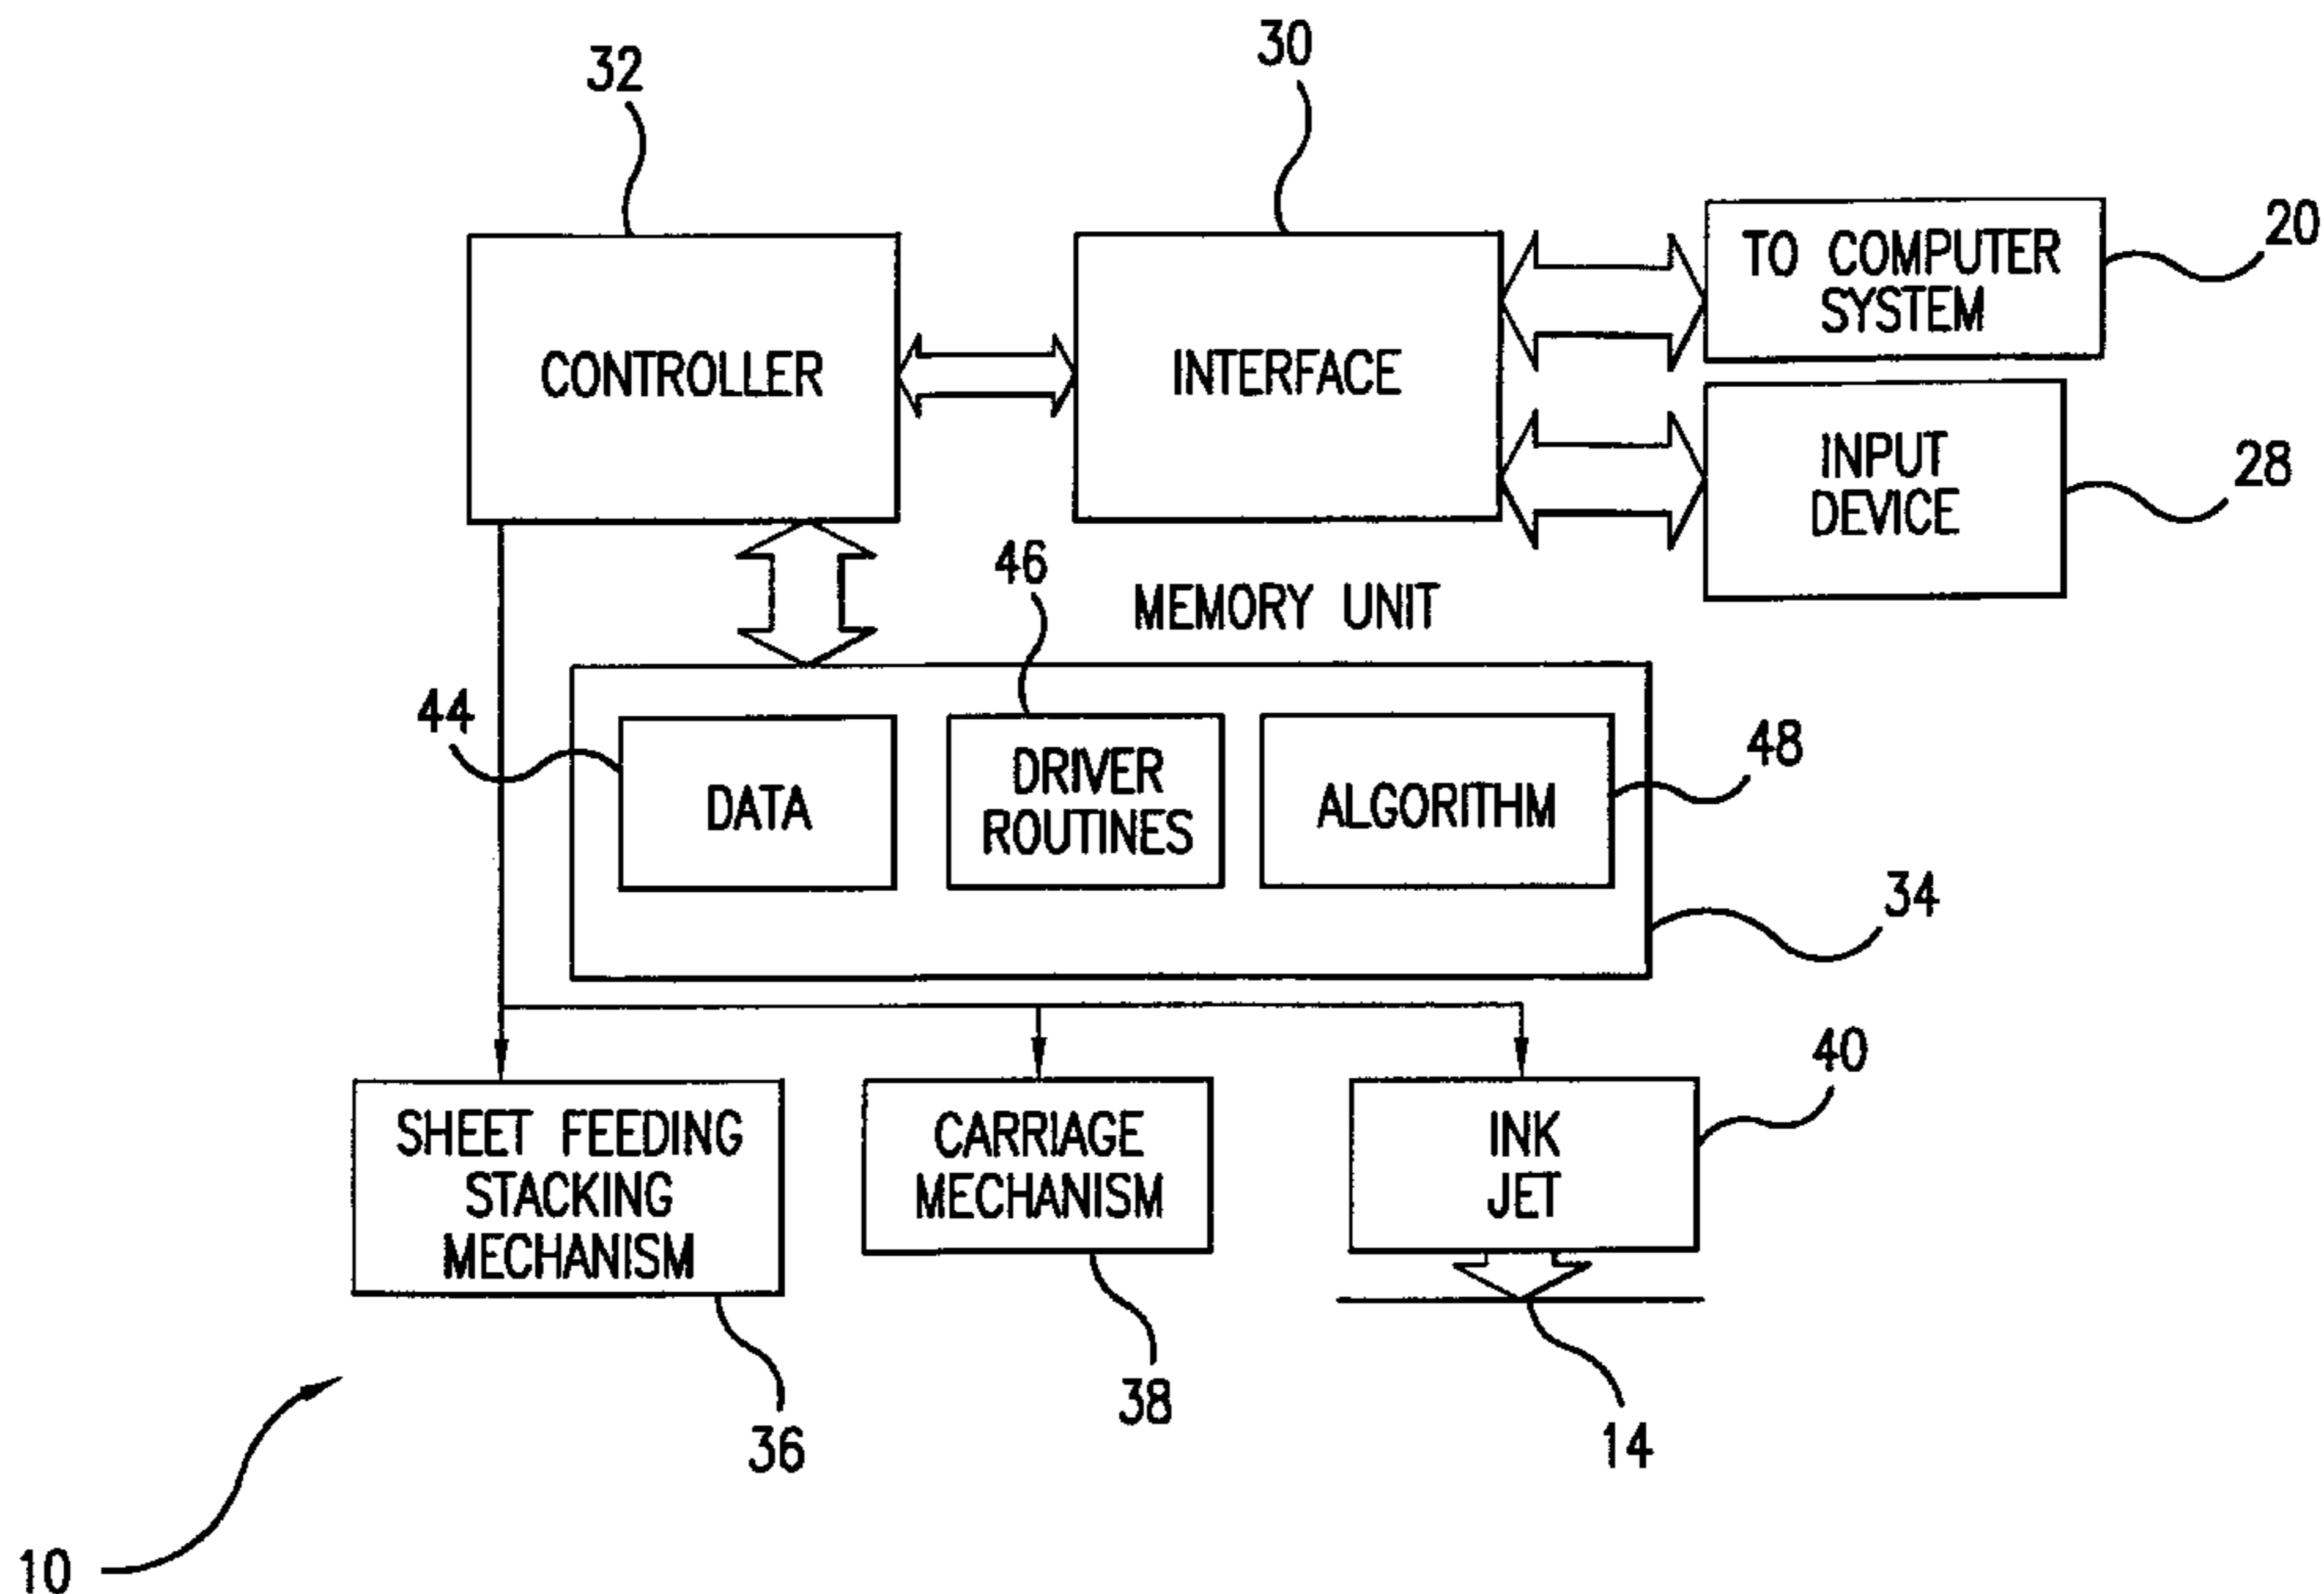 32
30
CONTROLLER
INTERFACE
TO COMPUTER
SYSTEM
20
INPUT
DEVICE
28
MEMORY UNIT
46
44
DATA
DRIVER
ROUTINES
ALGORITHM
48
34
SHEET FEEDING
STACKING
MECHANISM
CARRIAGE
MECHANISM
INK
JET
40
36
38
14
10